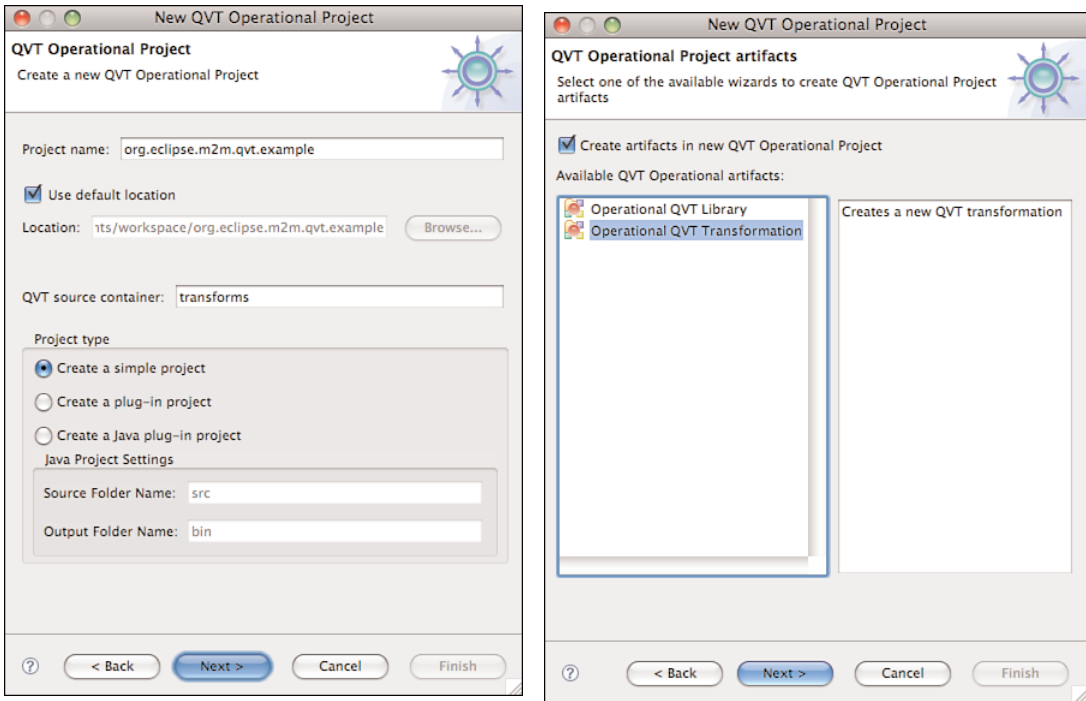 New QVT Operational Project
QVT Operational Project
Create a new QVT Operational Project
Project name: org.eclipse.m2m.qvt.example
Use default location
Location: nts/workspace/org.eclipse.m2m.qvt.example Browse...
QVT source container: transforms
Project type
Create a simple project
Create a plug-in project
Create a Java plug-in project
Java Project Settings
Source Folder Name: src
Output Folder Name: bin
? < Back Next > Cancel Finish
New QVT Operational Project
QVT Operational Project artifacts
Select one of the available wizards to create QVT Operational Project
artifacts
Create artifacts in new QVT Operational Project
Available QVT Operational artifacts:
Operational QVT Library
Operational QVT Transformation
Creates a new QVT transformation
? < Back Next > Cancel Finish